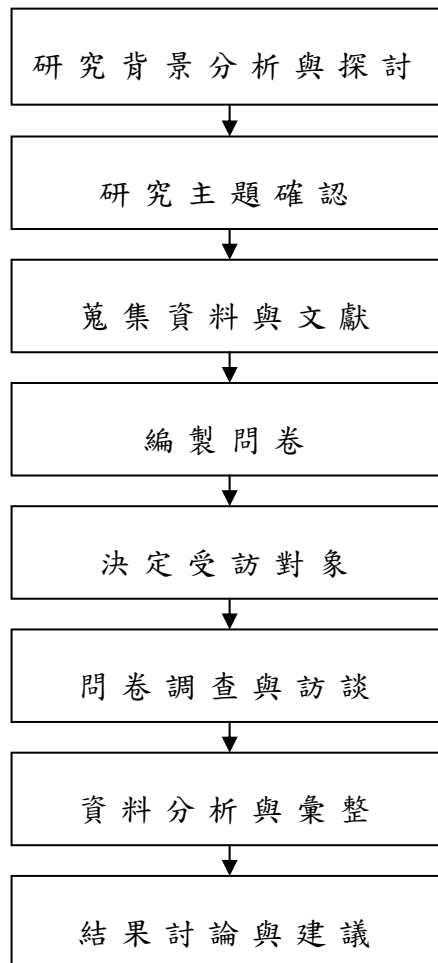 研究背景分析與探討
研究主題確認
蒐集資料與文獻
編製問卷
決定受訪對象
問卷調查與訪談
資料分析與彙整
結果討論與建議